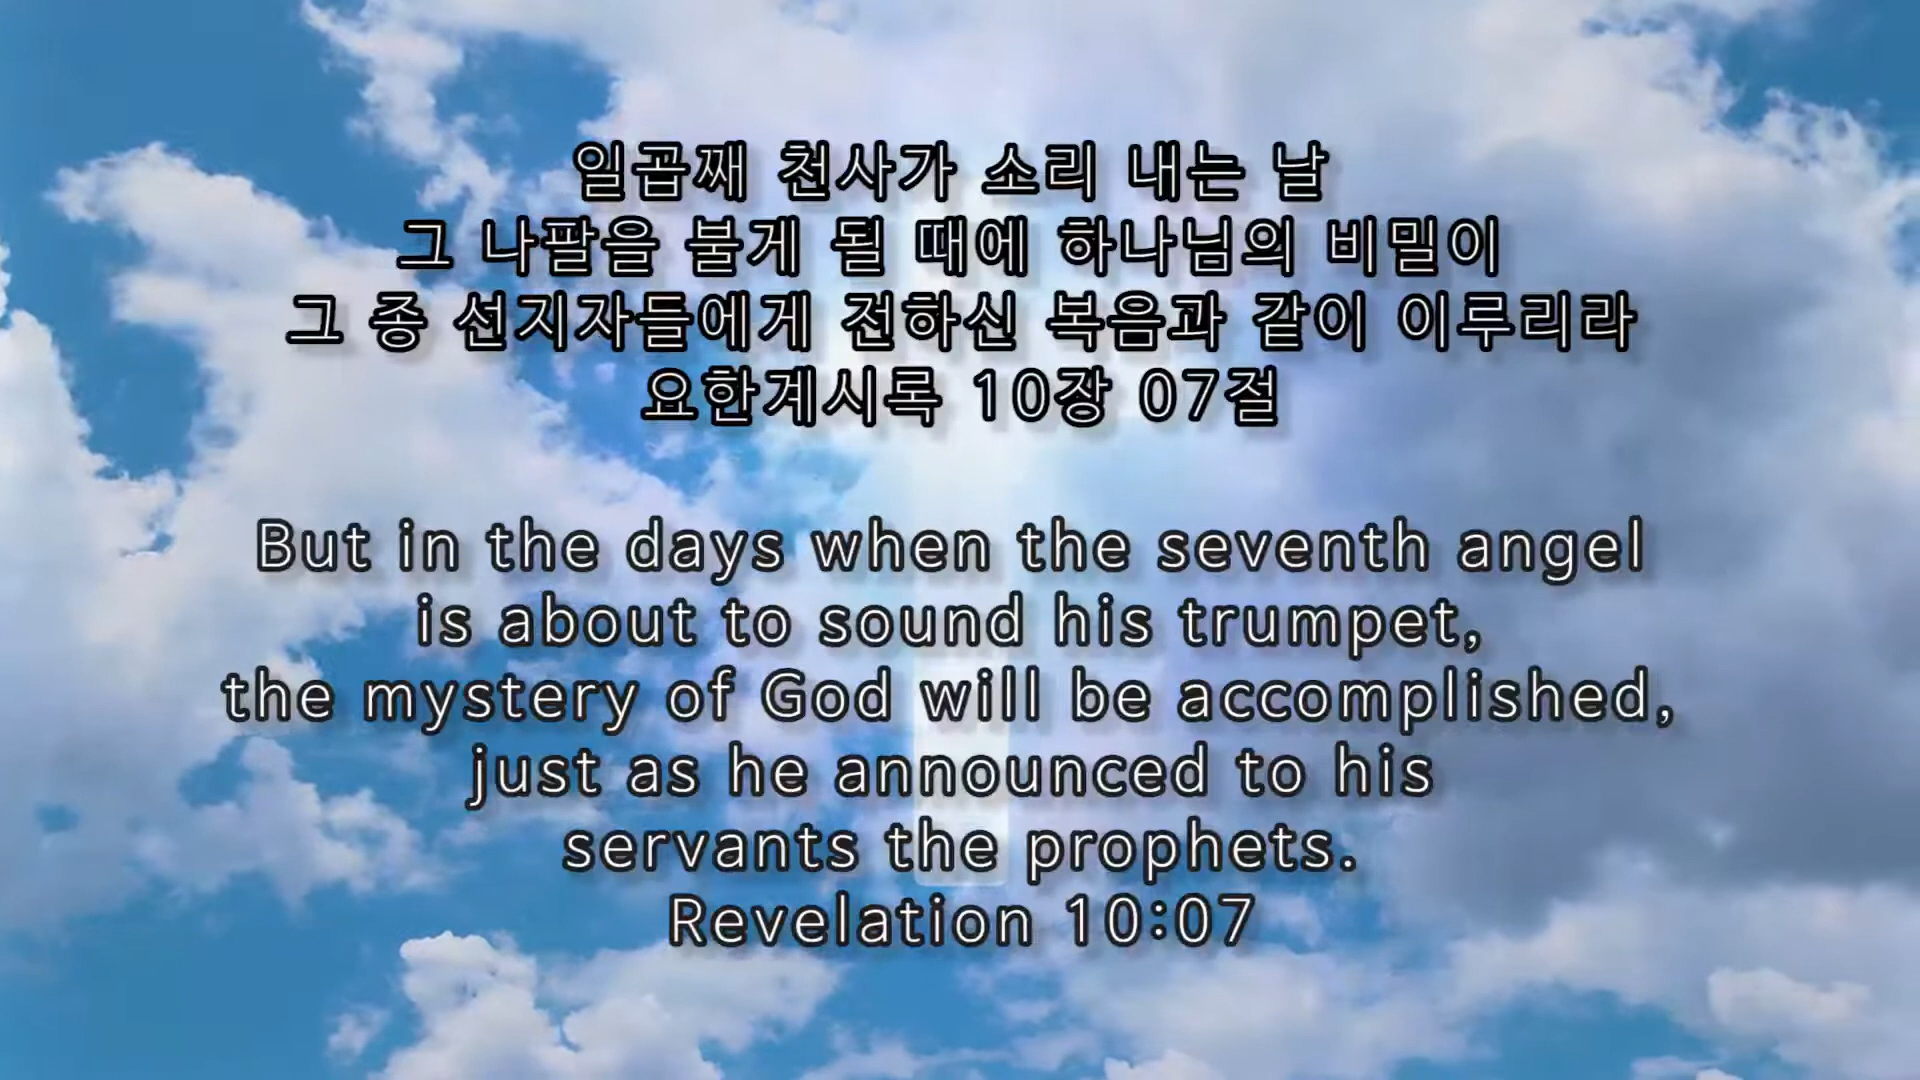 일곱째 천사가 소리 내는 날
그 나팔을 불게 될 때에 하나님의 비밀이
그 종 선지자들에게 전하신 복음과 같이 이루리라
요한계시록 10장 07절
But in the days when the seventh angel
is about to sound his trumpet,
the mystery of God will be accomplished,
just as he announced to his
servants the prophets.
Revelation 10:07